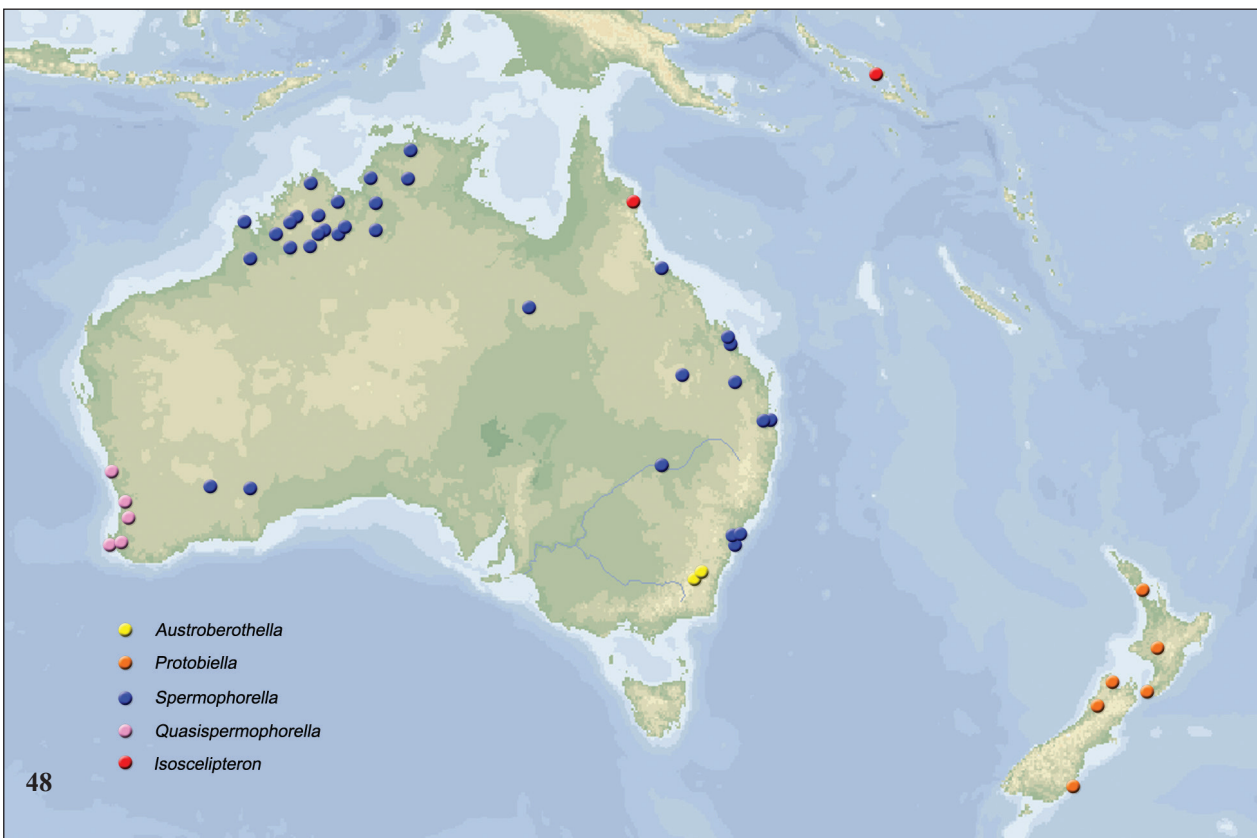 Austroberothella
Protobiella
Spermophorella
Quasispermophorella
Isoscelipteron
48